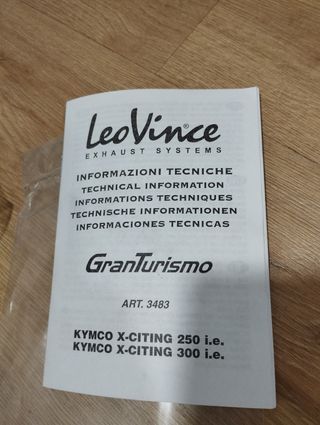 LeoVince®
EXHAUST SYSTEMS
INFORMAZIONI TECNICHE
TECHNICAL INFORMATION
INFORMATIONS TECHNIQUES
TECHNISCHE INFORMATIONEN
INFORMACIONES TECNICAS
GranTurismo
ART. 3483
KYMCO X-CITING 250 i.e.
KYMCO X-CITING 300 i.e.